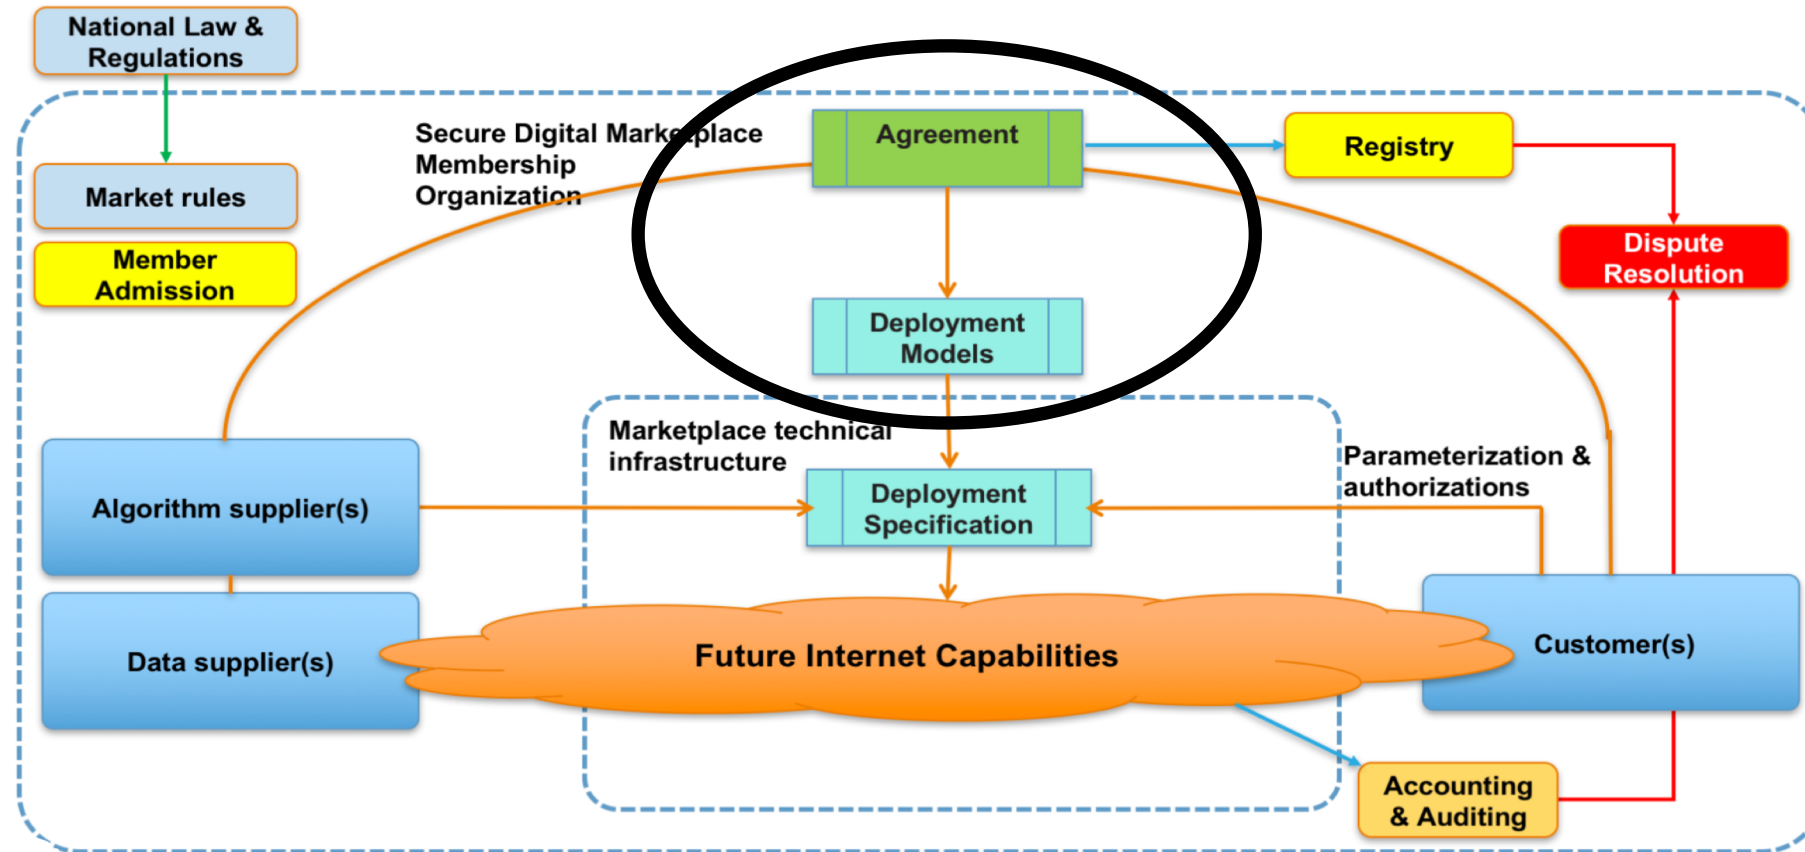 National Law &
Regulations
Market rules
Member
Admission
Secure Digital Marketplace
Membership
Organization
Agreement
Registry
Dispute
Resolution
Deployment
Models
Marketplace technical
infrastructure
Parameterization &
authorizations
Algorithm supplier(s)
Deployment
Specification
Data supplier(s)
Future Internet Capabilities
Customer(s)
Accounting
& Auditing